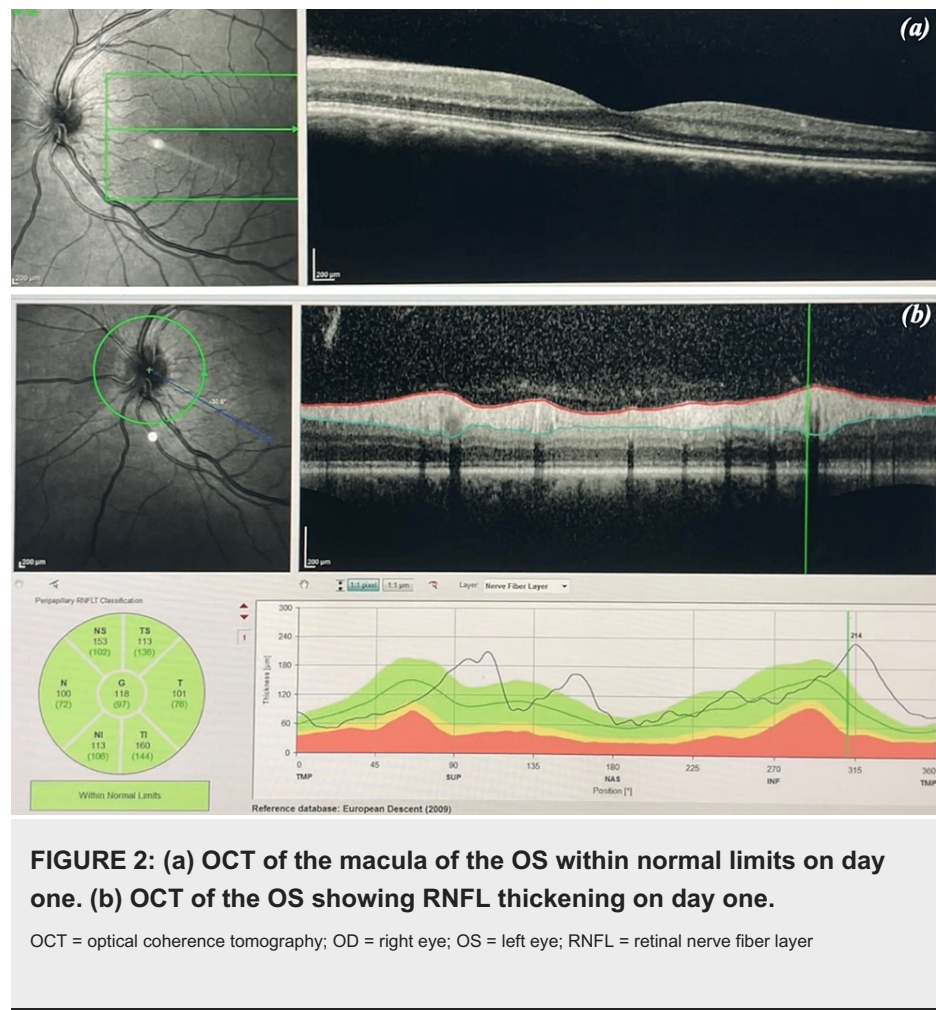 (a)
200 µm
200 µm
(b)
-30.8°
200 µm
200 µm
1:1 pixel 1:1 µm Layer: Nerve Fiber Layer
Peripapillary RNFLT Classification
NS
153
(102)
TS
113
(136)
N
100
(72)
G
118
(97)
T
101
(76)
NI
113
(106)
TI
160
(144)
Within Normal Limits
1
Thickness [µm]
300
240
180
120
60
0
214
0 45 90 135 180 225 270 315 360
TMP SUP NAS INF TMP
Position [°]
Reference database: European Descent (2009)
FIGURE 2: (a) OCT of the macula of the OS within normal limits on day
one. (b) OCT of the OS showing RNFL thickening on day one.
OCT = optical coherence tomography; OD = right eye; OS = left eye; RNFL = retinal nerve fiber layer